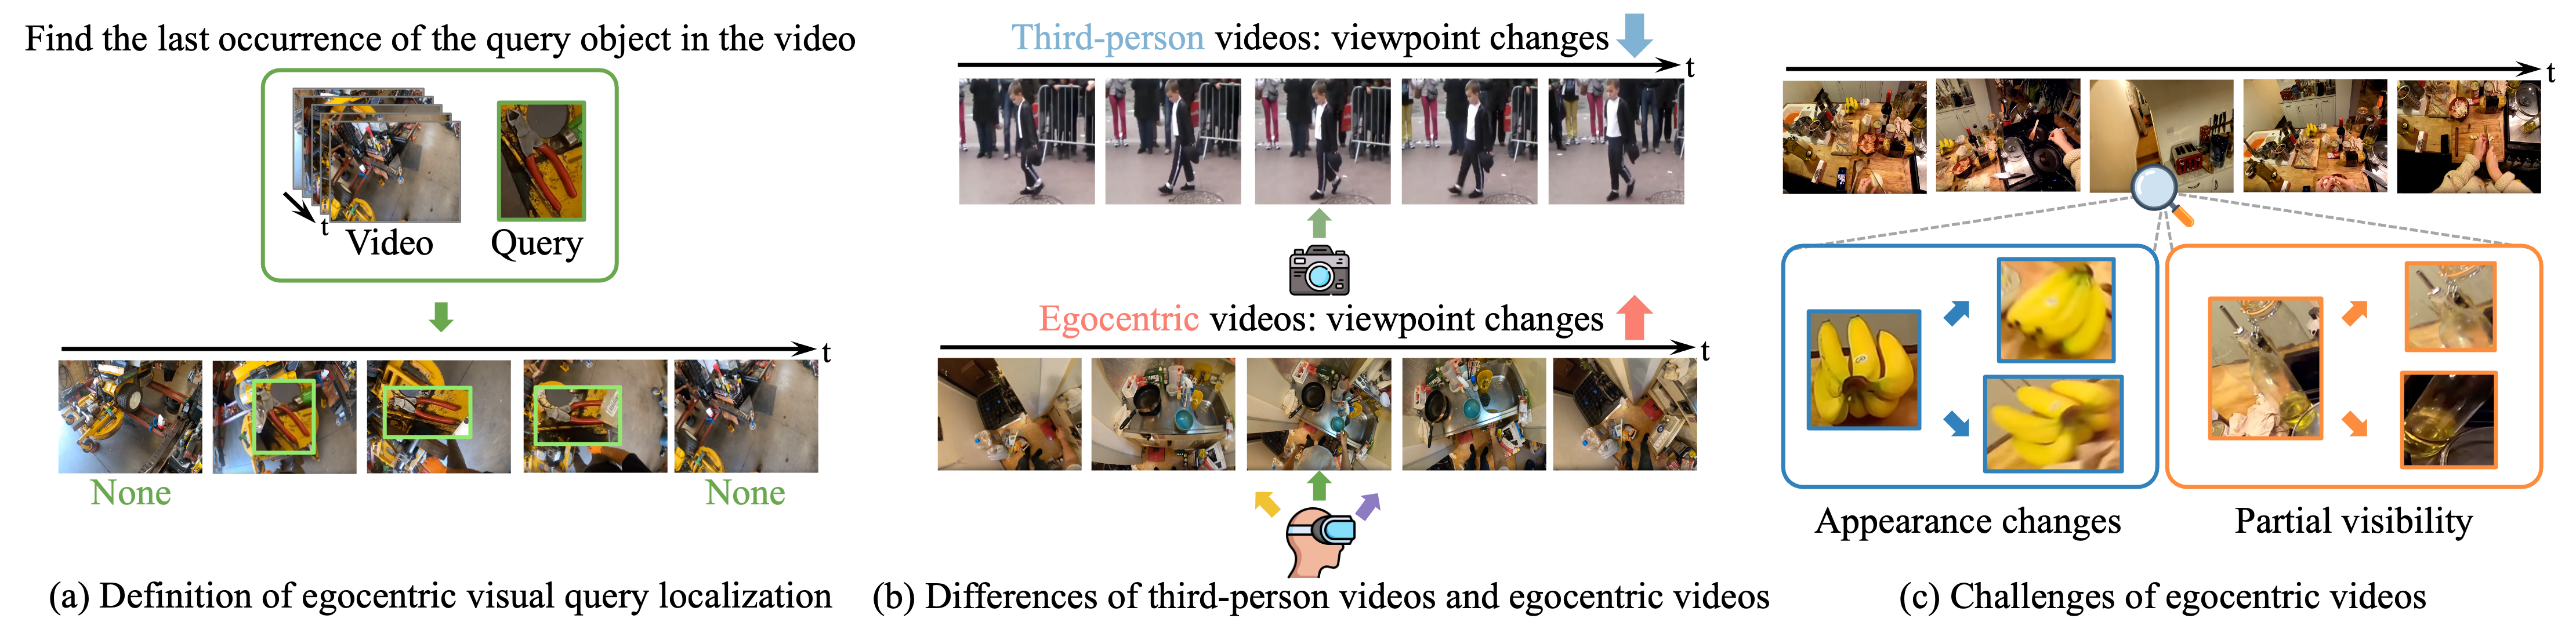 Find the last occurrence of the query object in the video
t
Video
Query
t
None
None
(a) Definition of egocentric visual query localization
Third-person videos: viewpoint changes
t
Egocentric videos: viewpoint changes
t
(b) Differences of third-person videos and egocentric videos
t
Appearance changes
Partial visibility
(c) Challenges of egocentric videos